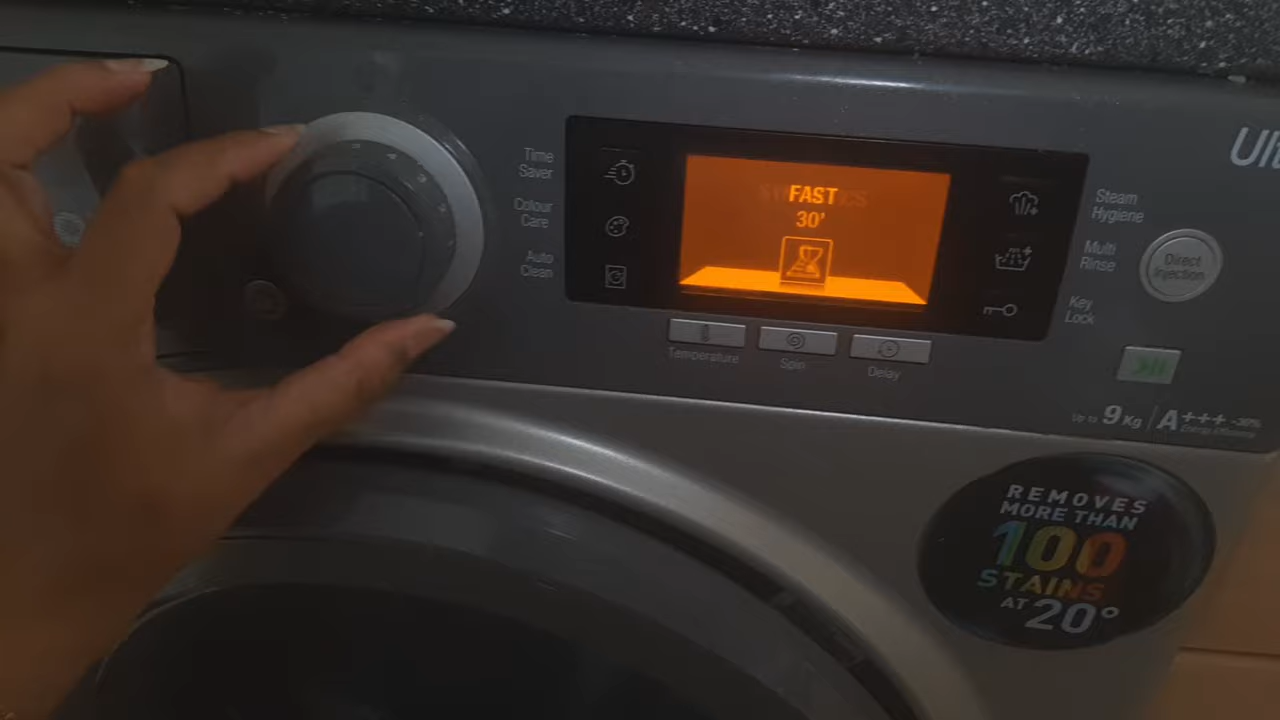 Time
Saver
Colour
Care
Auto
Clean
FAST
30'
Steam
Hygiene
Multi
Rinse
Key
Lock
Direct
Injection
Temperature
Spin
Delay
Up to 9 Kg
A+++ -30%
Energy Efficiency
REMOVES
MORE THAN
100
STAINS
AT 20°